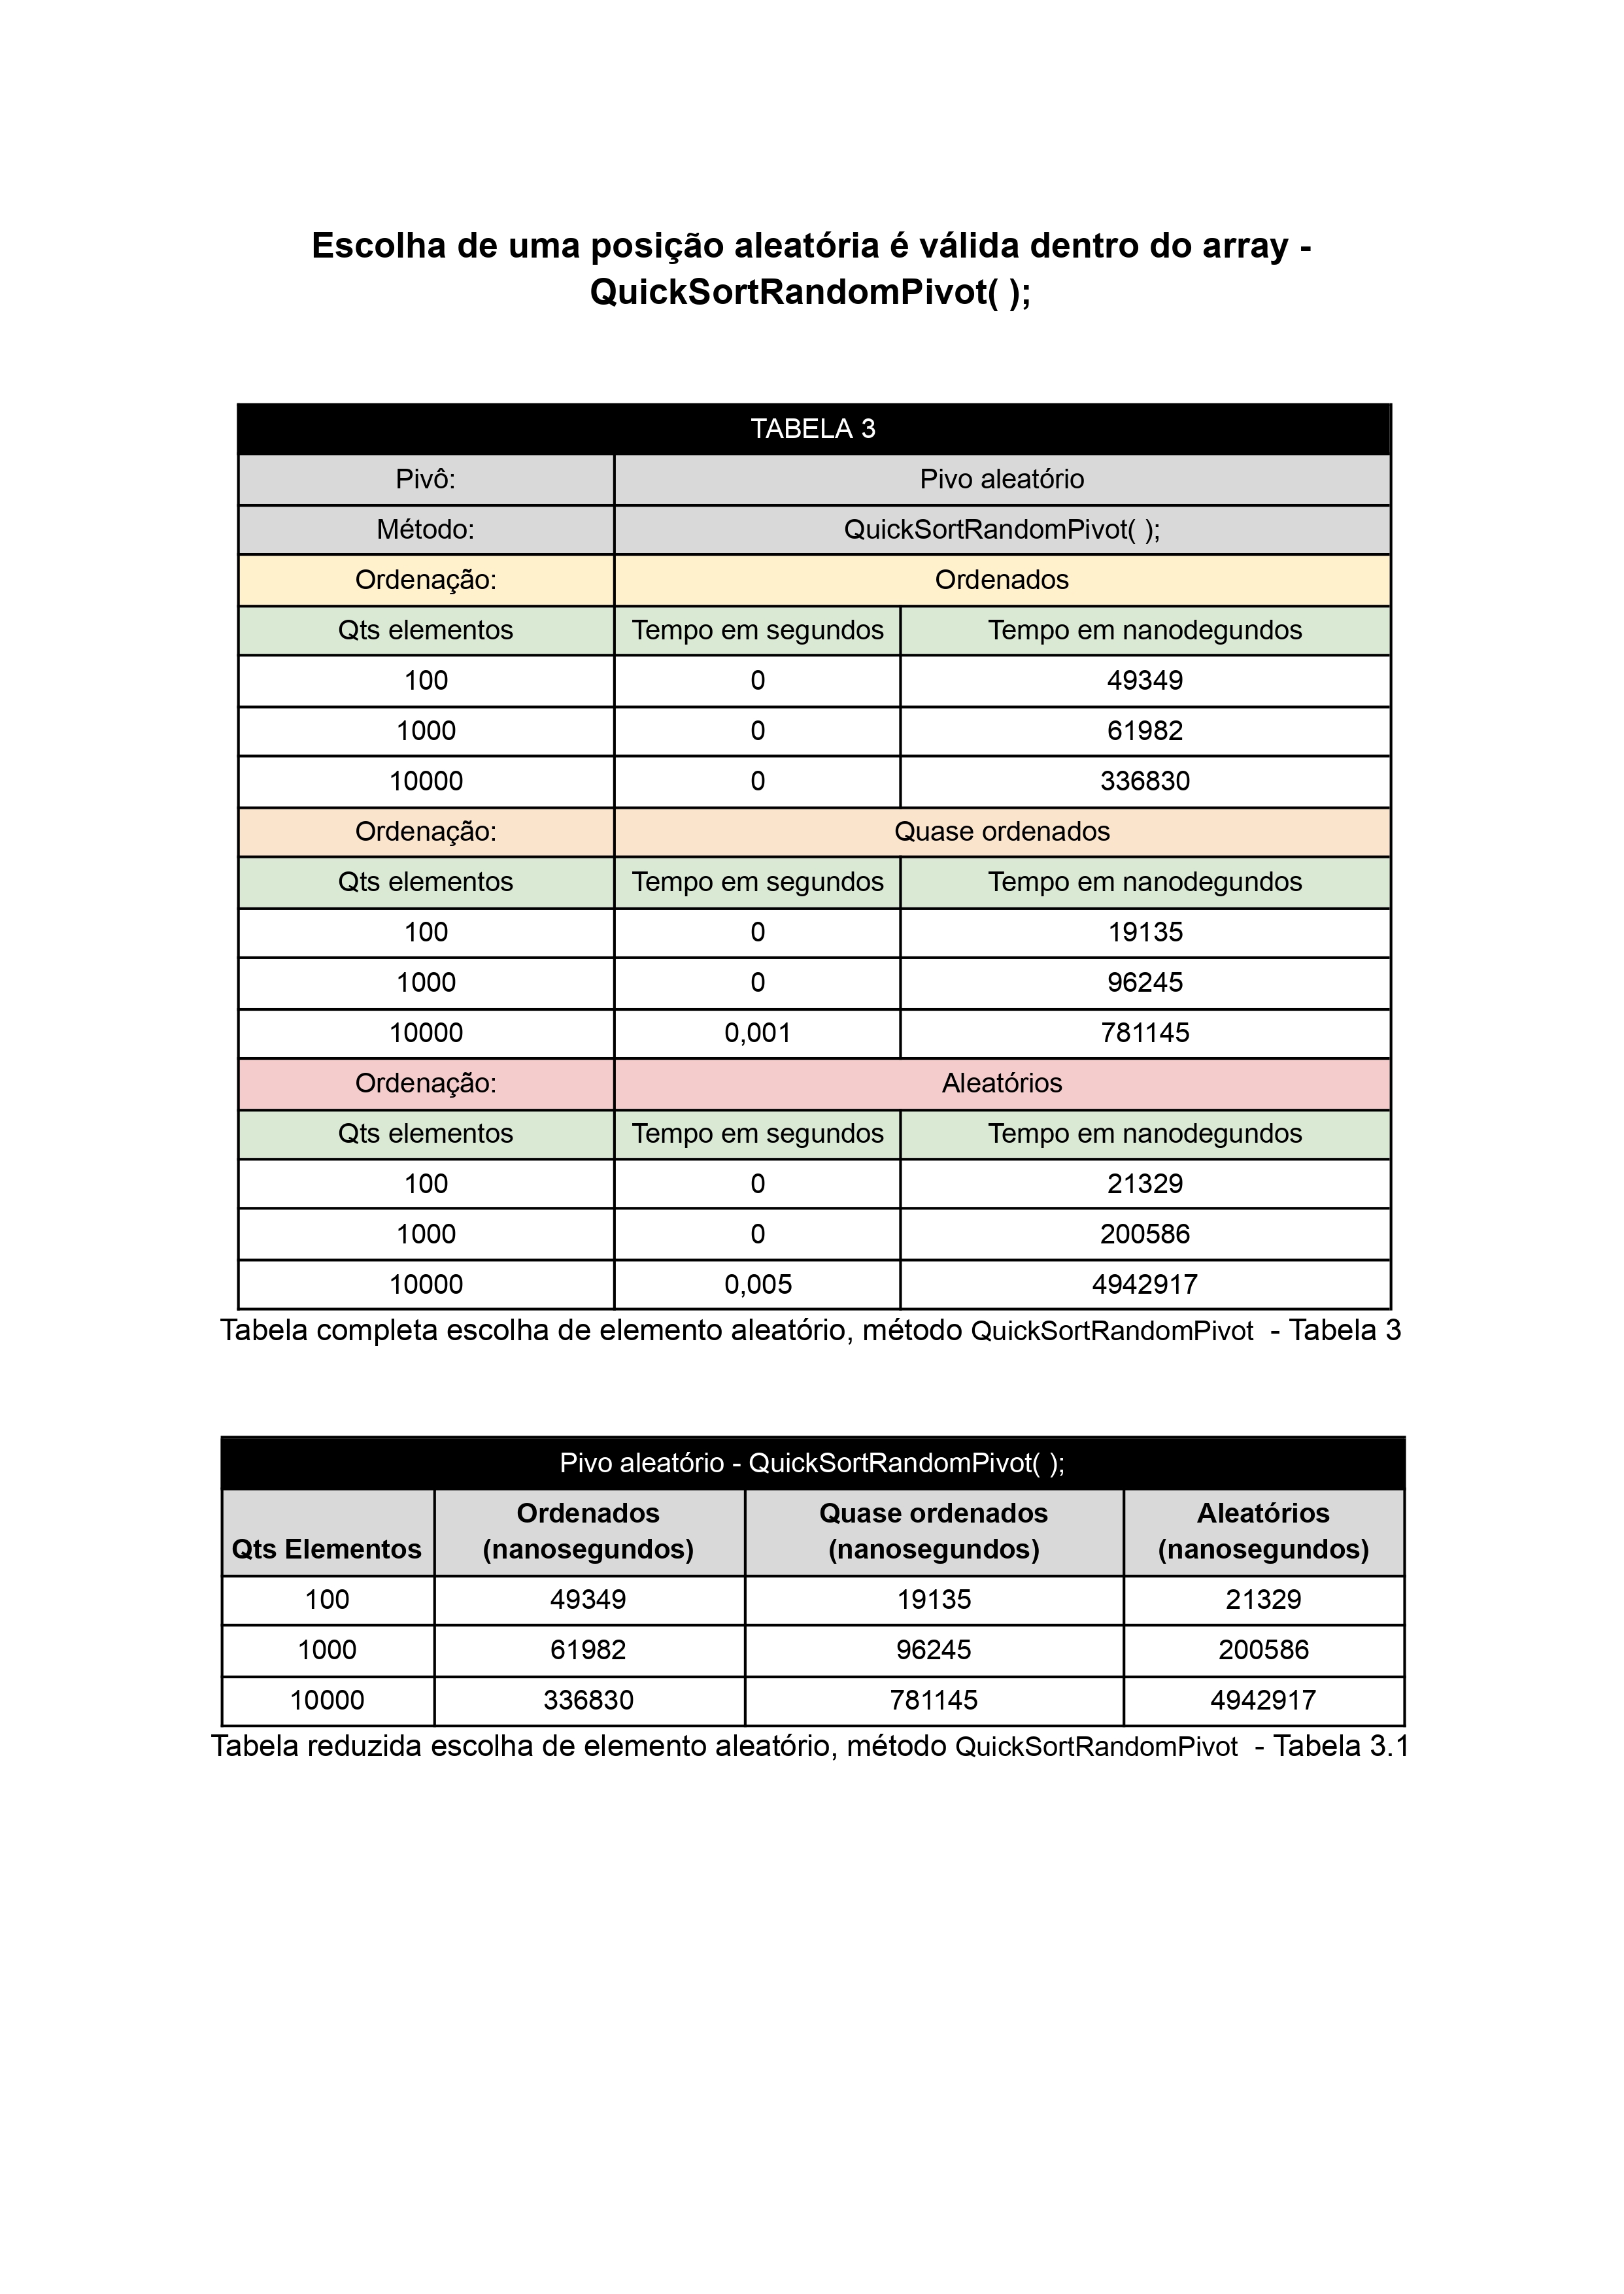 Escolha de uma posição aleatória é válida dentro do array -
QuickSortRandomPivot( );
TABELA 3
Pivô: Pivo aleatório
Método: QuickSortRandomPivot( );
Ordenação: Ordenados
Qts elementos Tempo em segundos Tempo em nanodegundos
100 0 49349
1000 0 61982
10000 0 336830
Ordenação: Quase ordenados
Qts elementos Tempo em segundos Tempo em nanodegundos
100 0 19135
1000 0 96245
10000 0,001 781145
Ordenação: Aleatórios
Qts elementos Tempo em segundos Tempo em nanodegundos
100 0 21329
1000 0 200586
10000 0,005 4942917
Tabela completa escolha de elemento aleatório, método QuickSortRandomPivot - Tabela 3
Pivo aleatório - QuickSortRandomPivot( );
Ordenados Quase ordenados Aleatórios
Qts Elementos (nanosegundos) (nanosegundos) (nanosegundos)
100 49349 19135 21329
1000 61982 96245 200586
10000 336830 781145 4942917
Tabela reduzida escolha de elemento aleatório, método QuickSortRandomPivot - Tabela 3.1